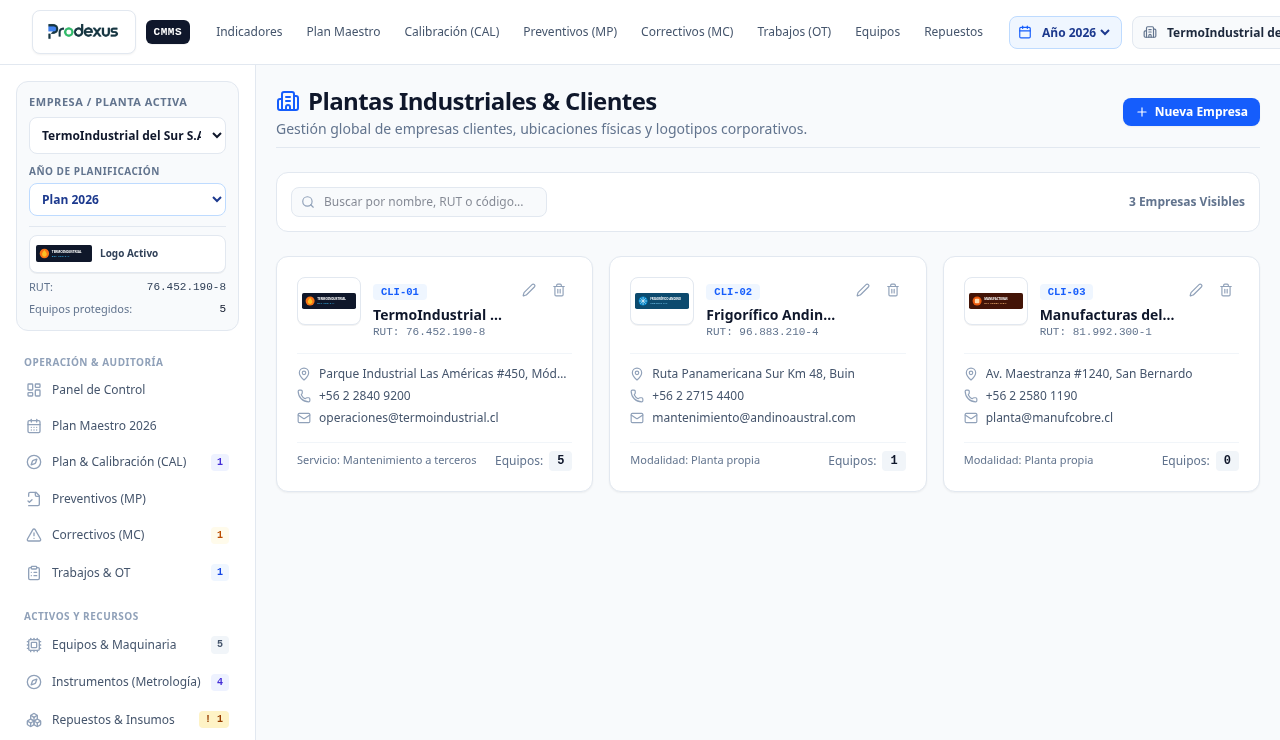 Prodexus CMMS Indicadores Plan Maestro Calibración (CAL) Preventivos (MP) Correctivos (MC) Trabajos (OT) Equipos Repuestos Año 2026 TermoIndustrial de
EMPRESA / PLANTA ACTIVA
TermoIndustrial del Sur S.A
AÑO DE PLANIFICACIÓN
Plan 2026
TERMOINDUSTRIAL Logo Activo
RUT: 76.452.190-8
Equipos protegidos: 5
OPERACIÓN & AUDITORÍA
Panel de Control
Plan Maestro 2026
Plan & Calibración (CAL) 1
Preventivos (MP)
Correctivos (MC) 1
Trabajos & OT 1
ACTIVOS Y RECURSOS
Equipos & Maquinaria 5
Instrumentos (Metrología) 4
Repuestos & Insumos ! 1
Plantas Industriales & Clientes
Gestión global de empresas clientes, ubicaciones físicas y logotipos corporativos.
Nueva Empresa
Buscar por nombre, RUT o código...
3 Empresas Visibles
TERMOINDUSTRIAL
CLI-01
TermoIndustrial ...
RUT: 76.452.190-8
Parque Industrial Las Américas #450, Mód...
+56 2 2840 9200
operaciones@termoindustrial.cl
Servicio: Mantenimiento a terceros Equipos: 5
FRIGORÍFICO ANDINO
CLI-02
Frigorífico Andin...
RUT: 96.883.210-4
Ruta Panamericana Sur Km 48, Buin
+56 2 2715 4400
mantenimiento@andinoaustral.com
Modalidad: Planta propia Equipos: 1
MANUFACTURAS
CLI-03
Manufacturas del...
RUT: 81.992.300-1
Av. Maestranza #1240, San Bernardo
+56 2 2580 1190
planta@manufcobre.cl
Modalidad: Planta propia Equipos: 0